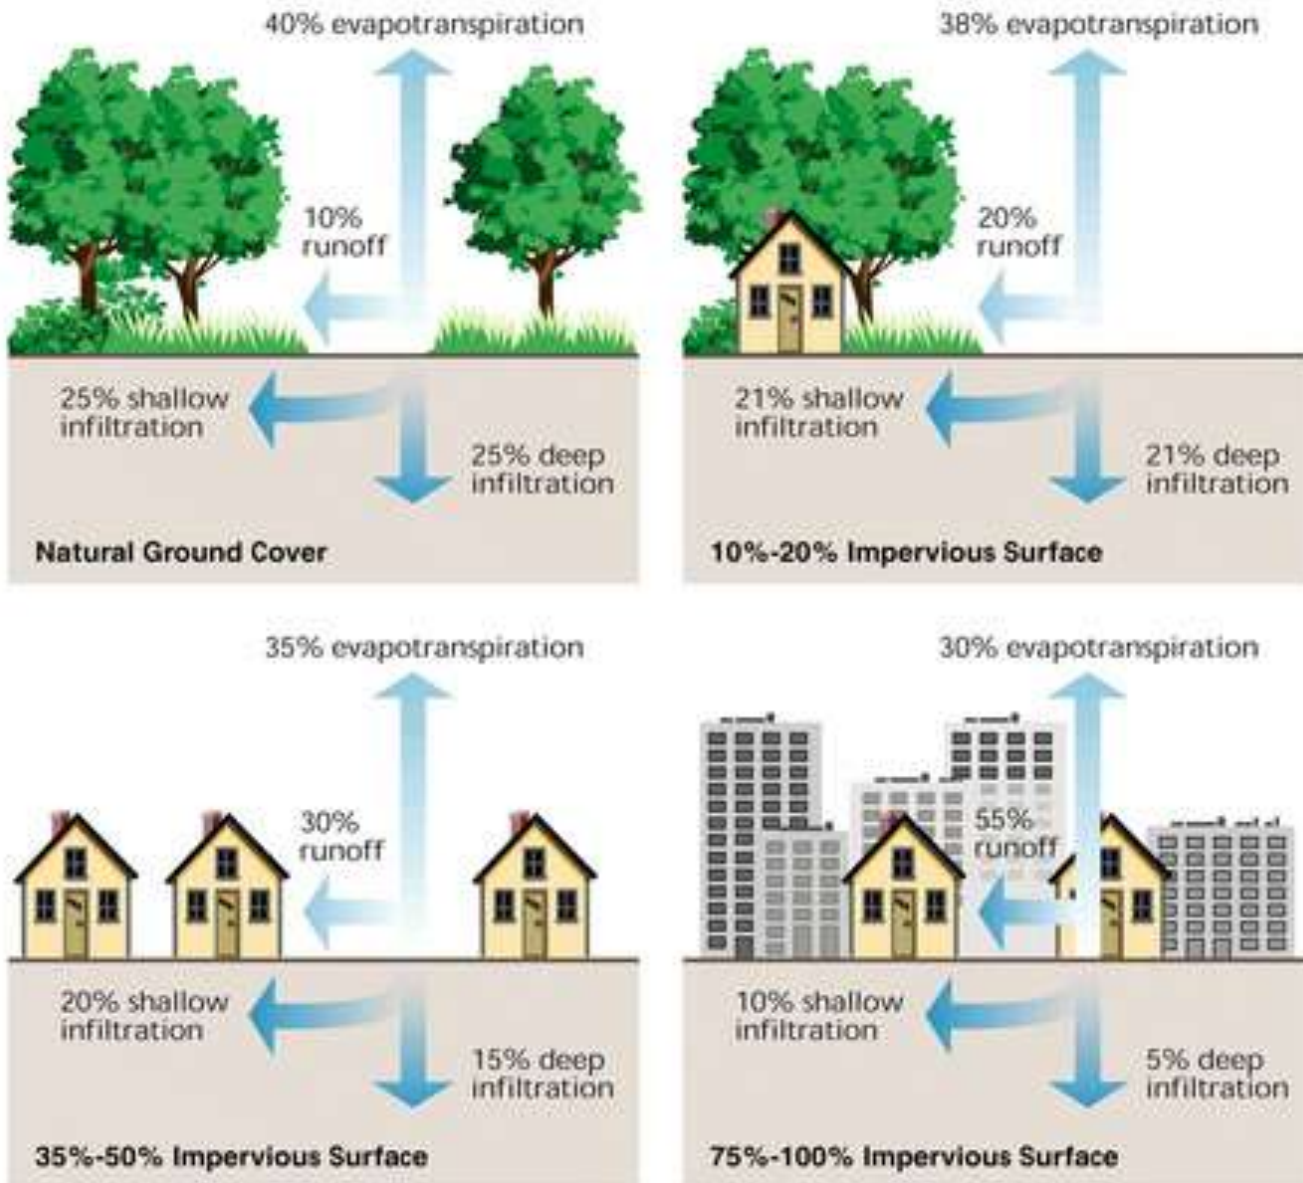 40% evapotranspiration
10%
runoff
25% shallow
infiltration
25% deep
infiltration
Natural Ground Cover
38% evapotranspiration
20%
runoff
21% shallow
infiltration
21% deep
infiltration
10%-20% Impervious Surface
35% evapotranspiration
30%
runoff
20% shallow
infiltration
15% deep
infiltration
35%-50% Impervious Surface
30% evapotranspiration
55%
runoff
10% shallow
infiltration
5% deep
infiltration
75%-100% Impervious Surface